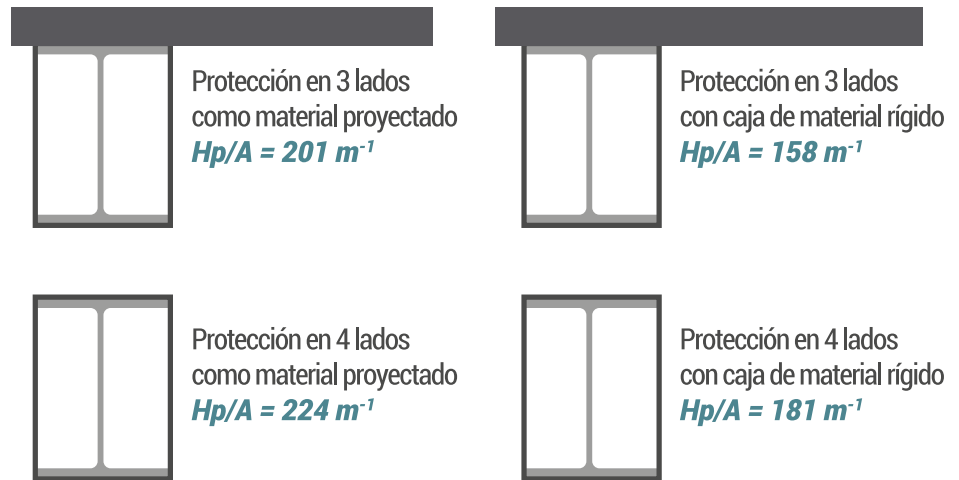 Protección en 3 lados
como material proyectado
Hp/A = 201 m⁻¹
Protección en 3 lados
con caja de material rígido
Hp/A = 158 m⁻¹
Protección en 4 lados
como material proyectado
Hp/A = 224 m⁻¹
Protección en 4 lados
con caja de material rígido
Hp/A = 181 m⁻¹